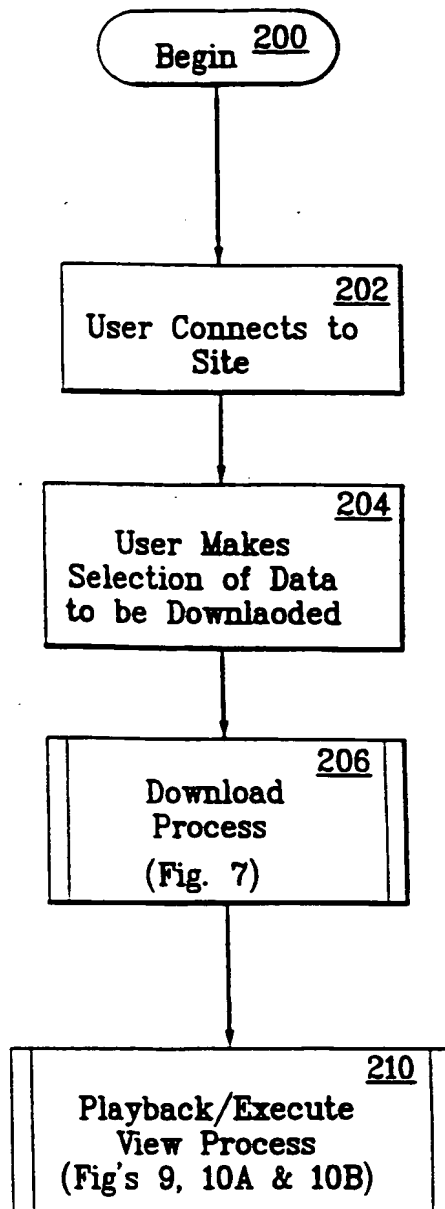 Begin 200
202
User Connects to
Site
204
User Makes
Selection of Data
to be Downlaoded
206
Download
Process
(Fig. 7)
210
Playback/Execute
View Process
(Fig's 9, 10A & 10B)